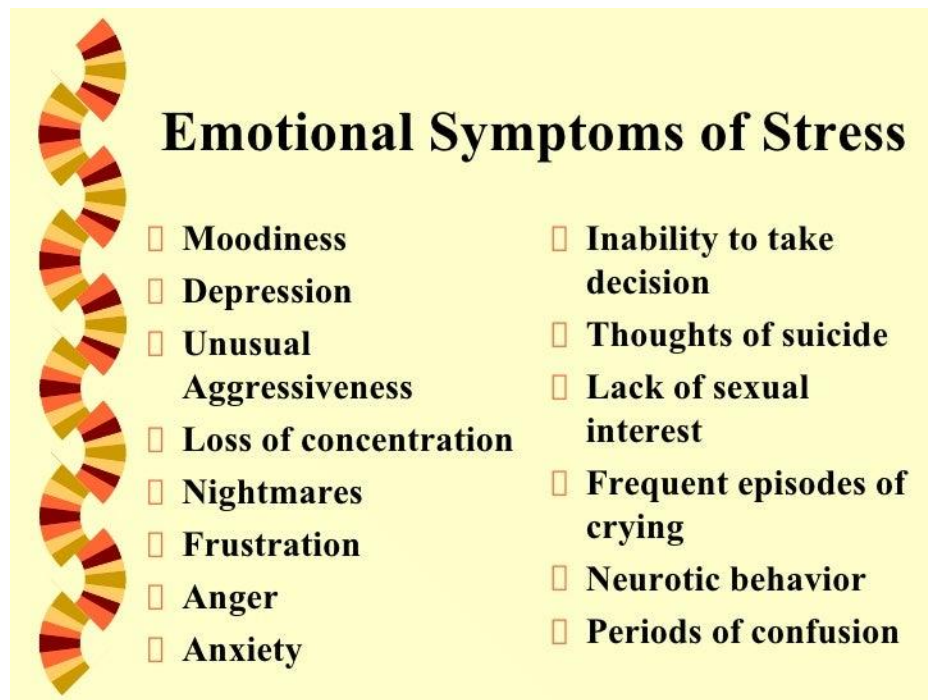 Emotional Symptoms of Stress
Moodiness
Depression
Unusual
Aggressiveness
Loss of concentration
Nightmares
Frustration
Anger
Anxiety
Inability to take
decision
Thoughts of suicide
Lack of sexual
interest
Frequent episodes of
crying
Neurotic behavior
Periods of confusion